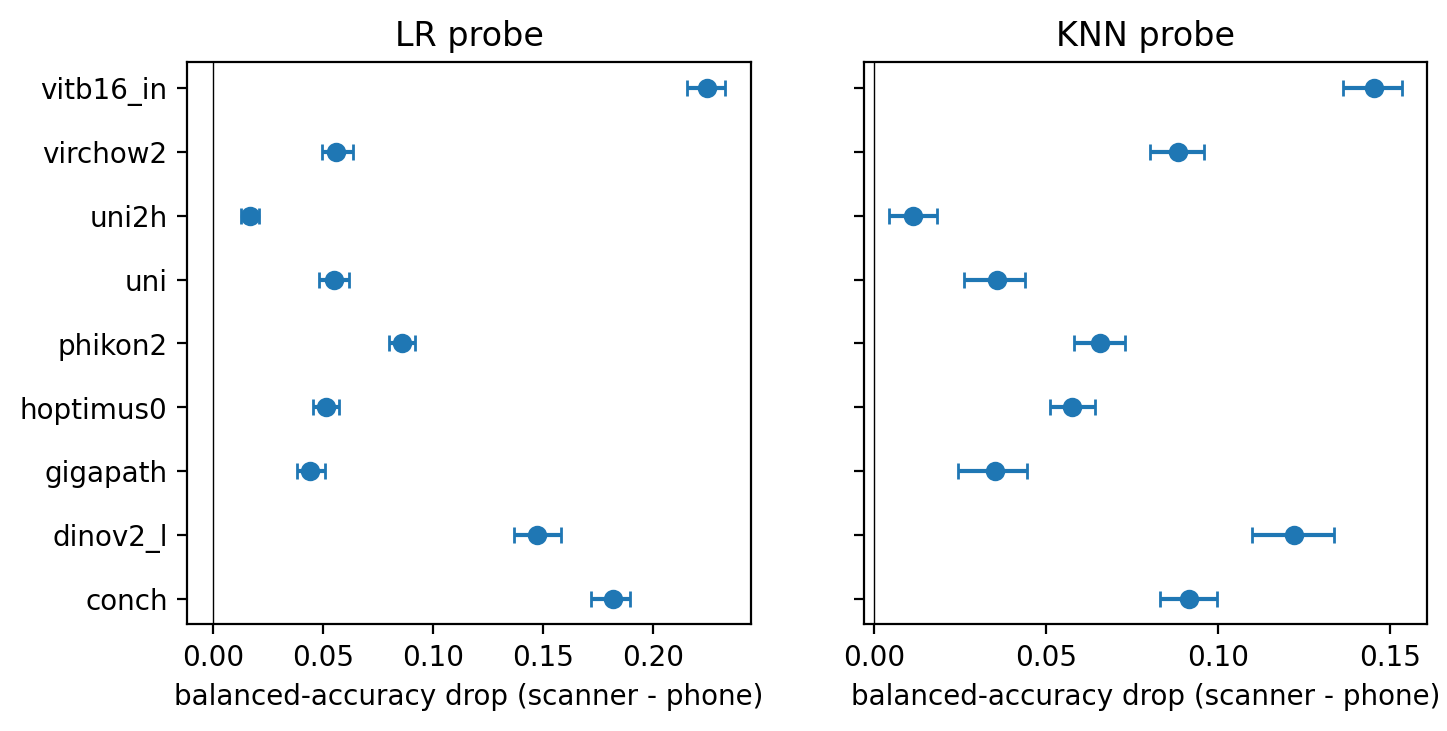 LR probe
KNN probe
vitb16_in
virchow2
uni2h
uni
phikon2
hoptimus0
gigapath
dinov2_l
conch
0.00 0.05 0.10 0.15 0.20
0.00 0.05 0.10 0.15
balanced-accuracy drop (scanner - phone)
balanced-accuracy drop (scanner - phone)